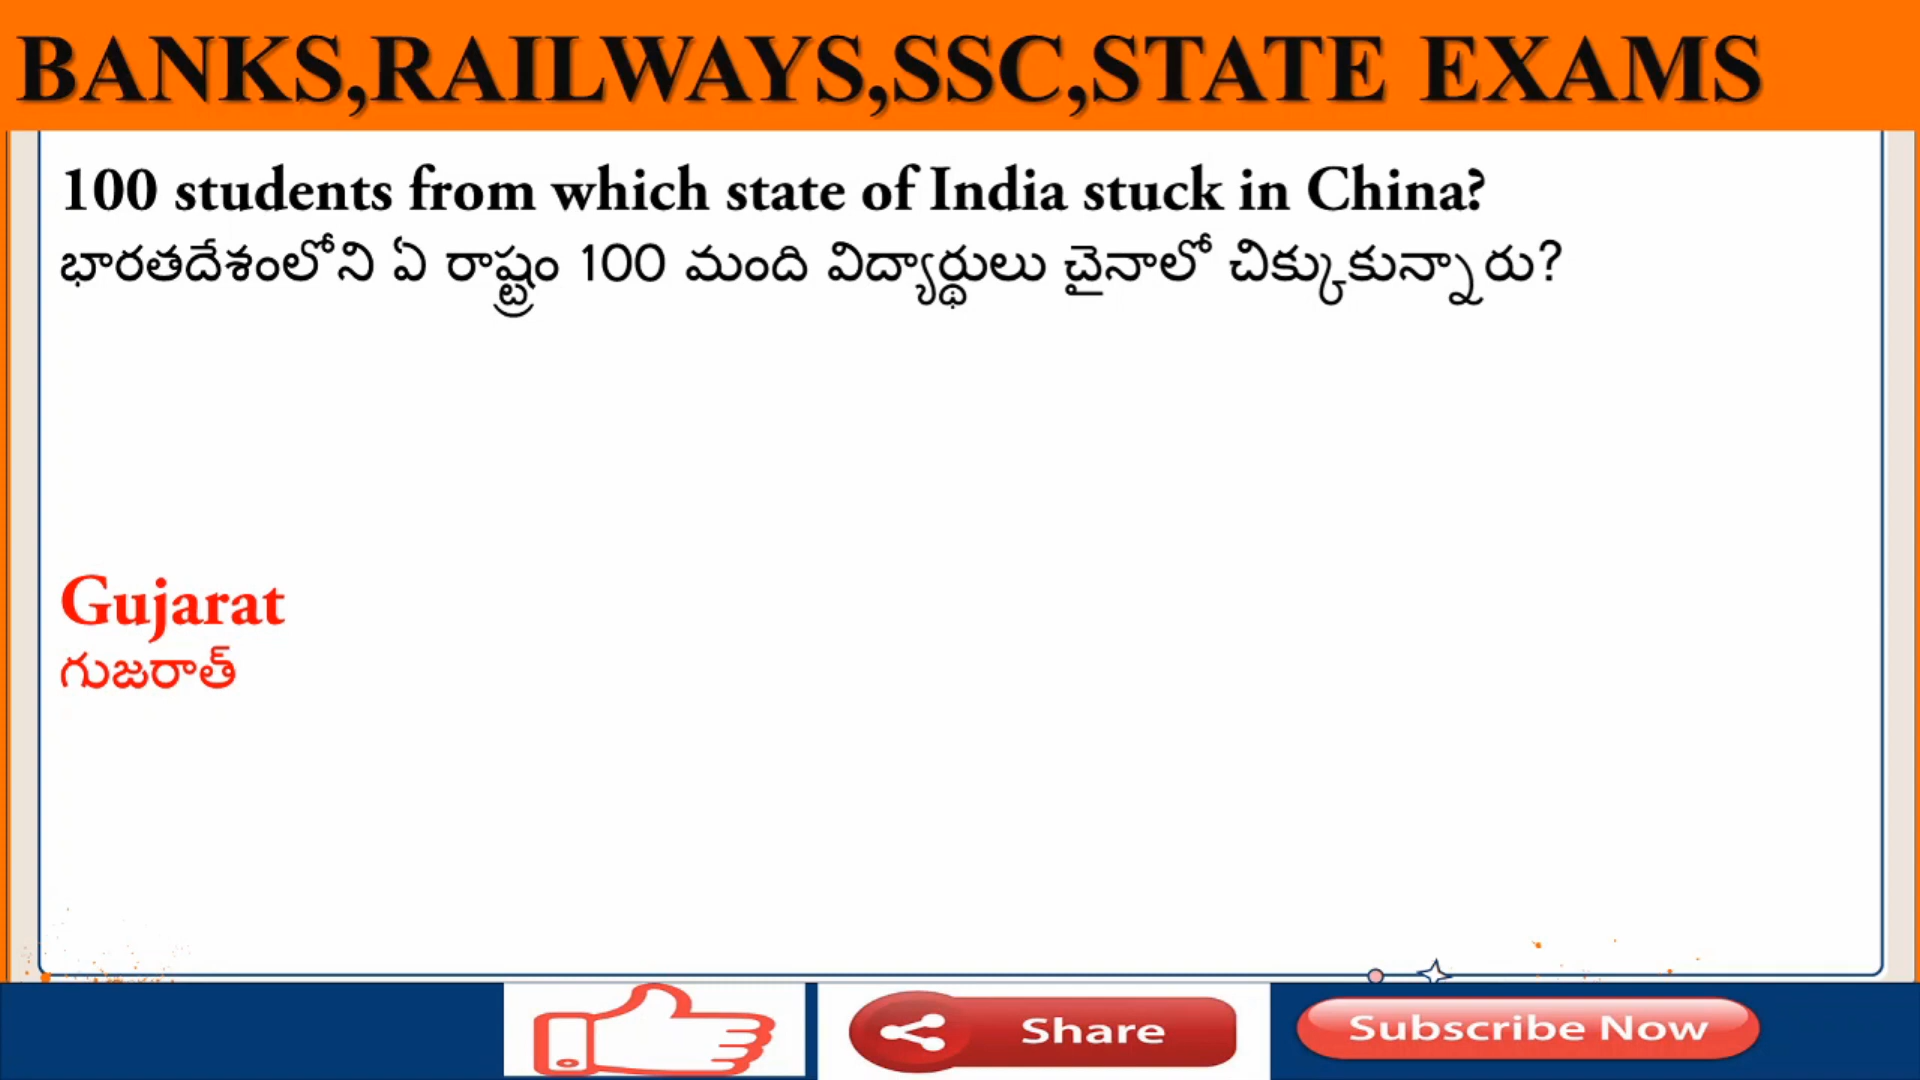 BANKS,RAILWAYS,SSC,STATE EXAMS
100 students from which state of India stuck in China?
భారతదేశంలోని ఏ రాష్ట్రం 100 మంది విద్యార్థులు చైనాలో చిక్కుకున్నారు?
Gujarat
గుజరాత్
Share
Subscribe Now